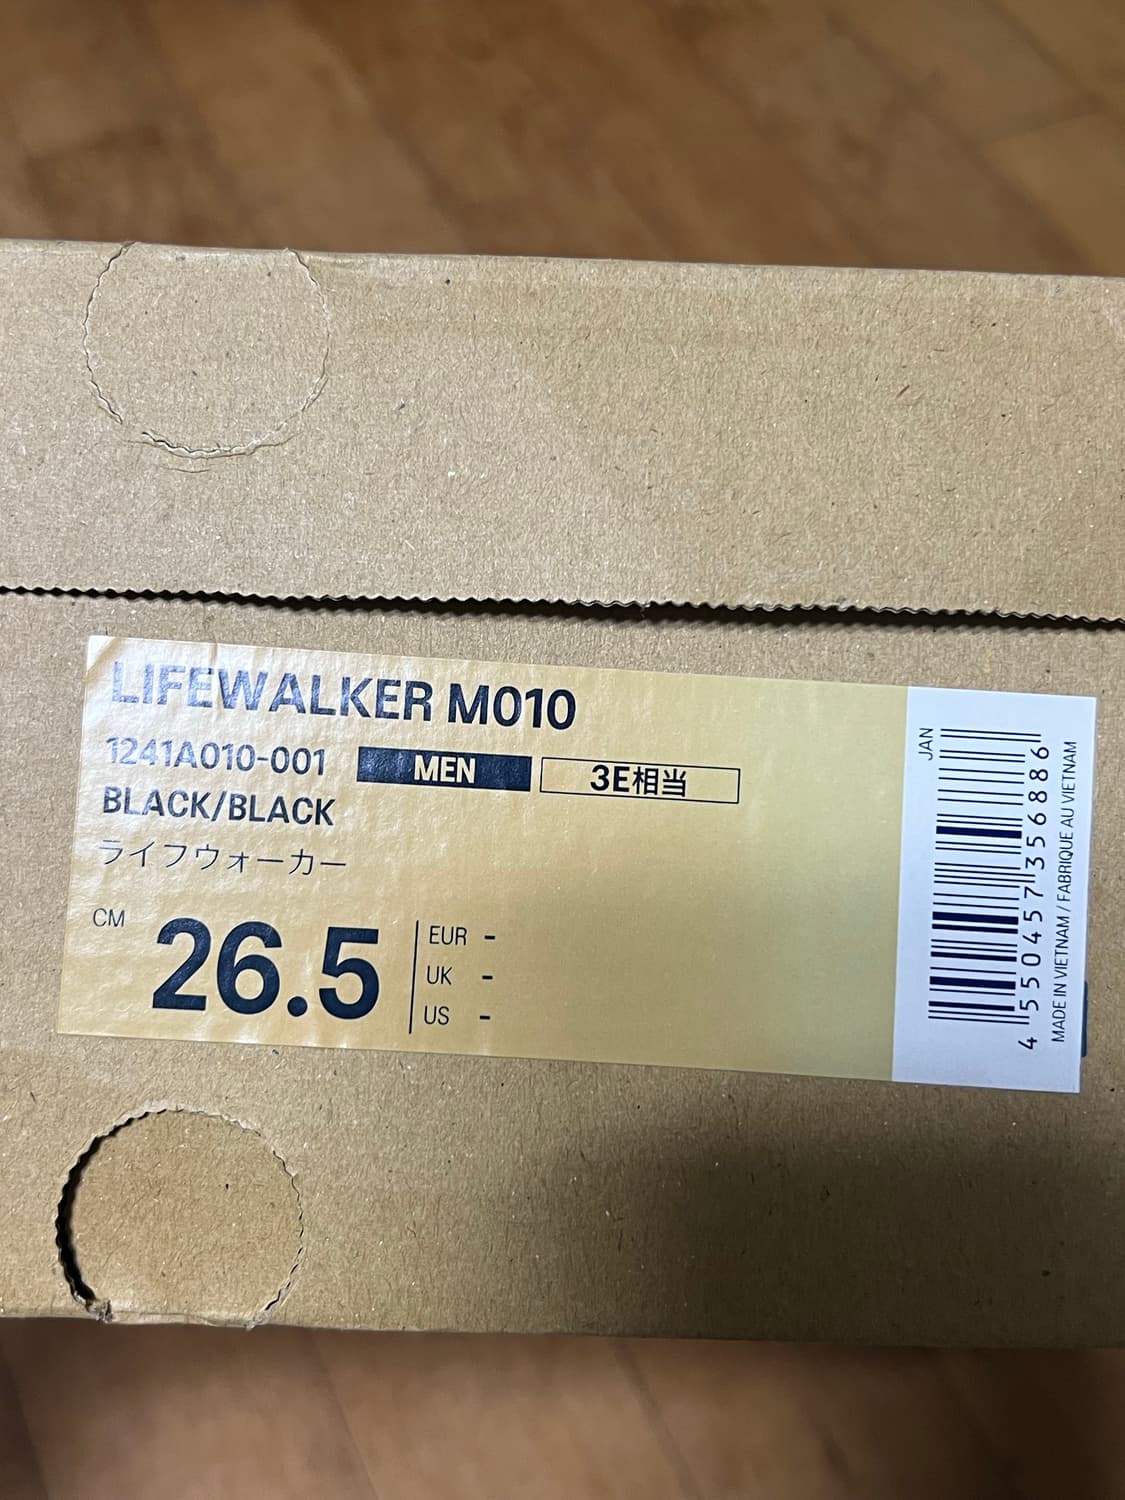 LIFEWALKER M010
1241A010-001 MEN 3E相当
BLACK/BLACK
ライフウォーカー
CM 26.5
EUR -
UK -
US -
JAN
4550457356886
MADE IN VIETNAM / FABRIQUE AU VIETNAM